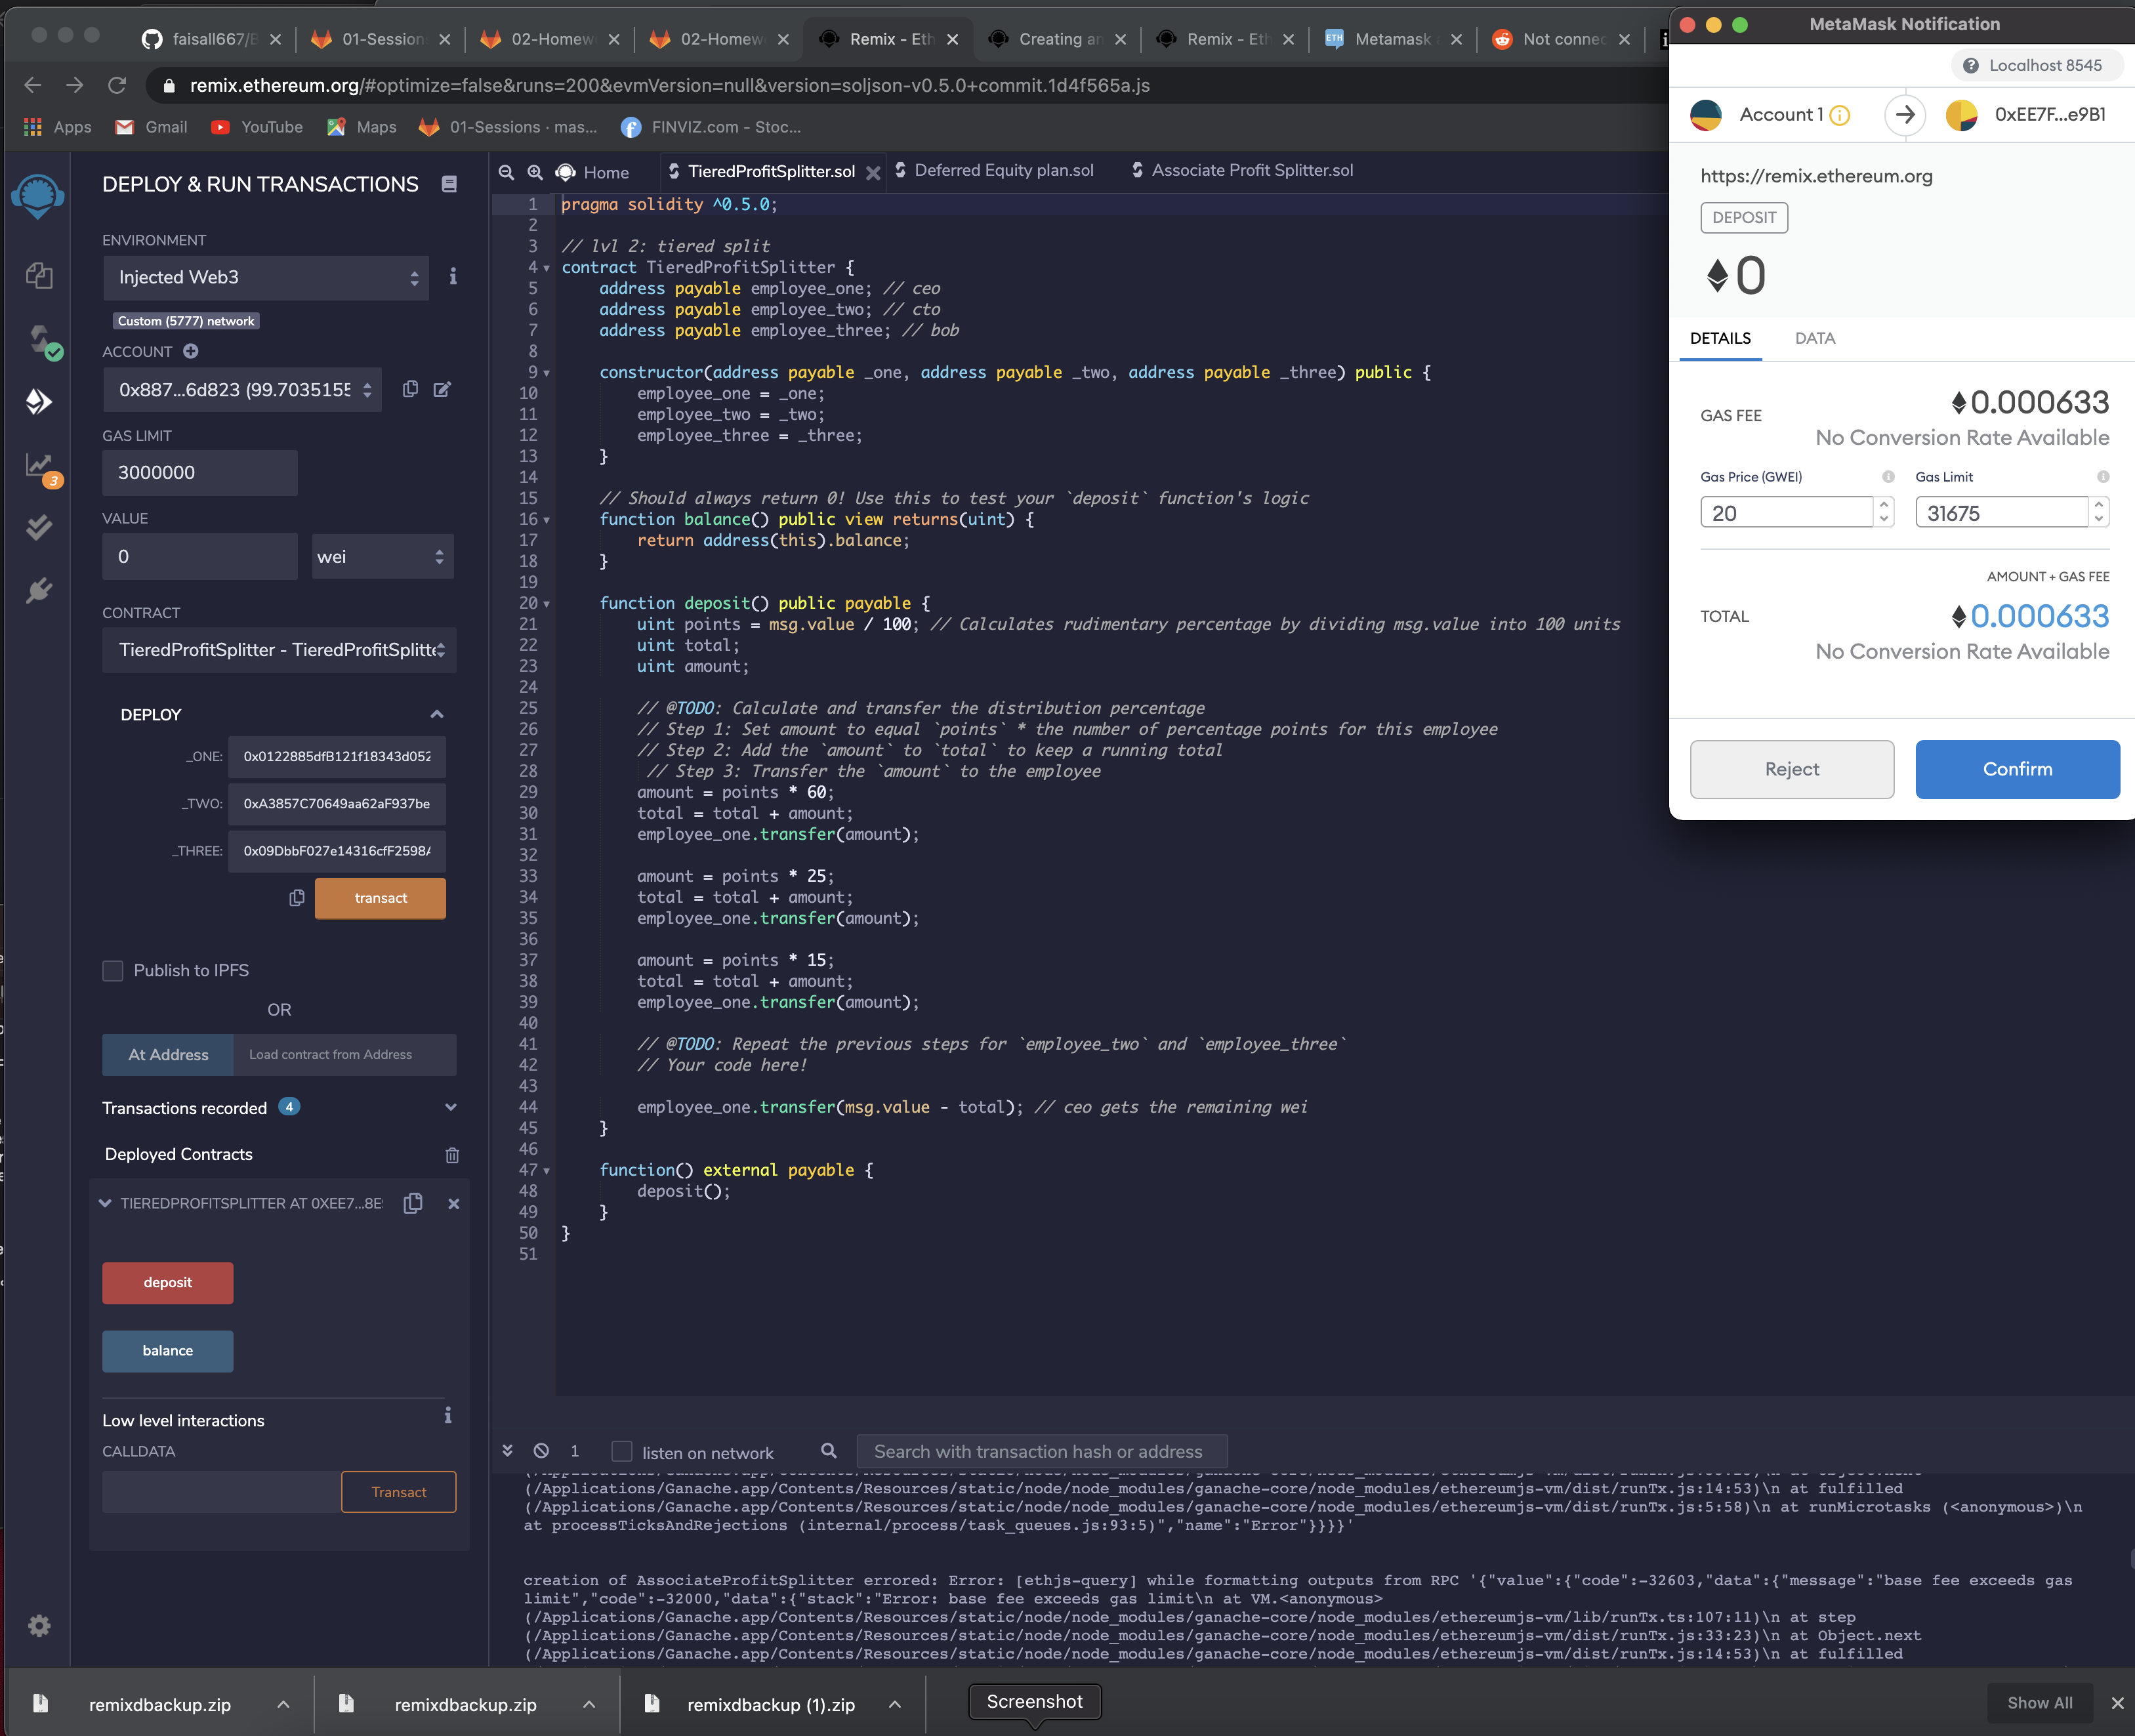 faisall667/B
01-Session
02-Homew
02-Homew
Remix - Eth
Creating an
Remix - Eth
Metamask
Not connec
remix.ethereum.org/#optimize=false&runs=200&evmVersion=null&version=soljson-v0.5.0+commit.1d4f565a.js
Apps
Gmail
YouTube
Maps
01-Sessions · mas...
FINVIZ.com - Stoc...
DEPLOY & RUN TRANSACTIONS
ENVIRONMENT
Injected Web3
Custom (5777) network
ACCOUNT
0x887...6d823 (99.7035155
GAS LIMIT
3000000
VALUE
0
wei
CONTRACT
TieredProfitSplitter - TieredProfitSplitte
DEPLOY
_ONE: 0x0122885dfB121f18343d052
_TWO: 0xA3857C70649aa62aF937be
_THREE: 0x09DbbF027e14316cfF2598A
transact
Publish to IPFS
OR
At Address
Load contract from Address
Transactions recorded 4
Deployed Contracts
TIEREDPROFITSPLITTER AT 0XEE7...8E
deposit
balance
Low level interactions
CALLDATA
Transact
3
Home
TieredProfitSplitter.sol
Deferred Equity plan.sol
Associate Profit Splitter.sol
1 pragma solidity ^0.5.0;
2
3 // lvl 2: tiered split
4 contract TieredProfitSplitter {
5 address payable employee_one; // ceo
6 address payable employee_two; // cto
7 address payable employee_three; // bob
8
9 constructor(address payable _one, address payable _two, address payable _three) public {
10 employee_one = _one;
11 employee_two = _two;
12 employee_three = _three;
13 }
14
15 // Should always return 0! Use this to test your `deposit` function's logic
16 function balance() public view returns(uint) {
17 return address(this).balance;
18 }
19
20 function deposit() public payable {
21 uint points = msg.value / 100; // Calculates rudimentary percentage by dividing msg.value into 100 units
22 uint total;
23 uint amount;
24
25 // @TODO: Calculate and transfer the distribution percentage
26 // Step 1: Set amount to equal `points` * the number of percentage points for this employee
27 // Step 2: Add the `amount` to `total` to keep a running total
28 // Step 3: Transfer the `amount` to the employee
29 amount = points * 60;
30 total = total + amount;
31 employee_one.transfer(amount);
32
33 amount = points * 25;
34 total = total + amount;
35 employee_one.transfer(amount);
36
37 amount = points * 15;
38 total = total + amount;
39 employee_one.transfer(amount);
40
41 // @TODO: Repeat the previous steps for `employee_two` and `employee_three`
42 // Your code here!
43
44 employee_one.transfer(msg.value - total); // ceo gets the remaining wei
45 }
46
47 function() external payable {
48 deposit();
49 }
50 }
51
1
listen on network
Search with transaction hash or address
(/Applications/Ganache.app/Contents/Resources/static/node/node_modules/ganache-core/node_modules/ethereumjs-vm/dist/runTx.js:14:53)\n at fulfilled
(/Applications/Ganache.app/Contents/Resources/static/node/node_modules/ganache-core/node_modules/ethereumjs-vm/dist/runTx.js:5:58)\n at runMicrotasks (<anonymous>)\n
at processTicksAndRejections (internal/process/task_queues.js:93:5)","name":"Error"}}}}'
creation of AssociateProfitSplitter errored: Error: [ethjs-query] while formatting outputs from RPC '{"value":{"code":-32603,"data":{"message":"base fee exceeds gas
limit","code":-32000,"data":{"stack":"Error: base fee exceeds gas limit\n at VM.<anonymous>
(/Applications/Ganache.app/Contents/Resources/static/node/node_modules/ganache-core/node_modules/ethereumjs-vm/lib/runTx.ts:107:11)\n at step
(/Applications/Ganache.app/Contents/Resources/static/node/node_modules/ganache-core/node_modules/ethereumjs-vm/dist/runTx.js:33:23)\n at Object.next
(/Applications/Ganache.app/Contents/Resources/static/node/node_modules/ganache-core/node_modules/ethereumjs-vm/dist/runTx.js:14:53)\n at fulfilled
MetaMask Notification
Localhost 8545
Account 1
0xEE7F...e9B1
https://remix.ethereum.org
DEPOSIT
0
DETAILS
DATA
GAS FEE
0.000633
No Conversion Rate Available
Gas Price (GWEI)
Gas Limit
20
31675
AMOUNT + GAS FEE
TOTAL
0.000633
No Conversion Rate Available
Reject
Confirm
remixdbackup.zip
remixdbackup.zip
remixdbackup (1).zip
Screenshot
Show All